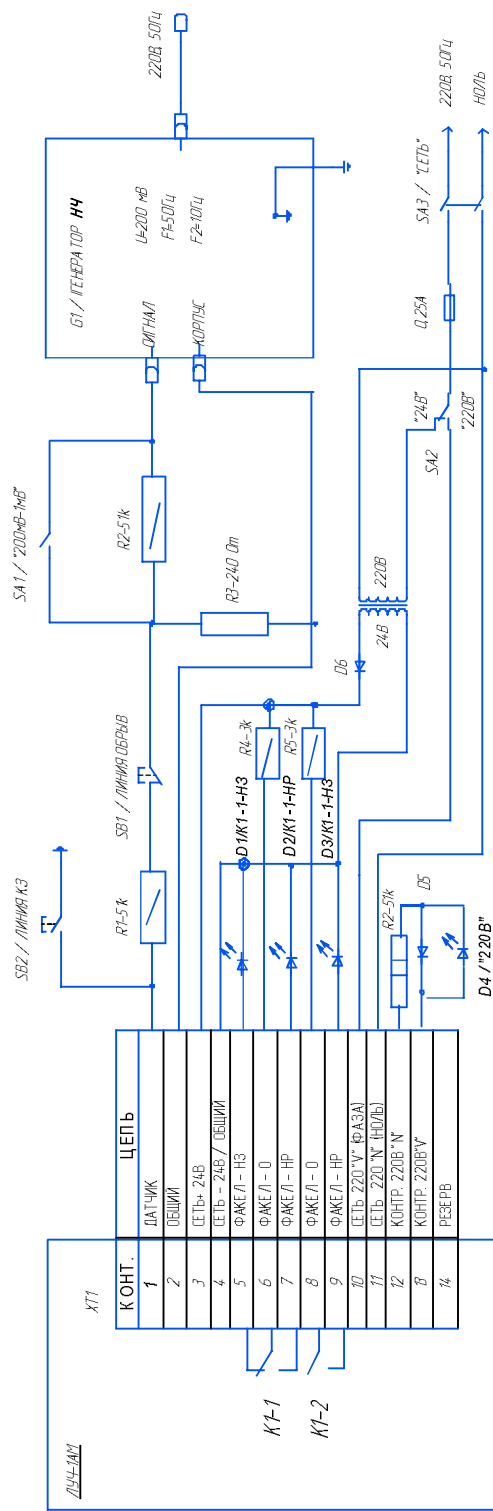 ЛУЧ-1АМ
XT1
КОНТ. ЦЕПЬ
1 ДАТЧИК
2 ОБЩИЙ
3 СЕТЬ+ 24В
4 СЕТЬ - 24В / ОБЩИЙ
5 ФАКЕЛ - НЗ
6 ФАКЕЛ - О
7 ФАКЕЛ - НР
8 ФАКЕЛ - О
9 ФАКЕЛ - НР
10 СЕТЬ 220"V" (ФАЗА)
11 СЕТЬ 220"N" (НОЛЬ)
12 КОНТР. 220В"N"
13 КОНТР. 220В"V"
14 РЕЗЕРВ
K1-1
K1-2
SB2 / ЛИНИЯ КЗ
R1-51k
SB1 / ЛИНИЯ ОБРЫВ
SA1 / "200мВ-1мВ"
R2-51k
R3-240 Om
G1 / ГЕНЕРАТОР НЧ
U=200 мВ
F1=50Гц
F2=10Гц
СИГНАЛ
КОРПУС
220В, 50Гц
D1/K1-1-НЗ
D2/K1-1-НР
D3/K1-1-НЗ
R4-3k
R5-3k
D6
24В
220В
"24В"
"220В"
SA2
0,25А
SA3 / "СЕТЬ"
220В, 50Гц
НОЛЬ
R2-51k
D5
D4 /"220В"